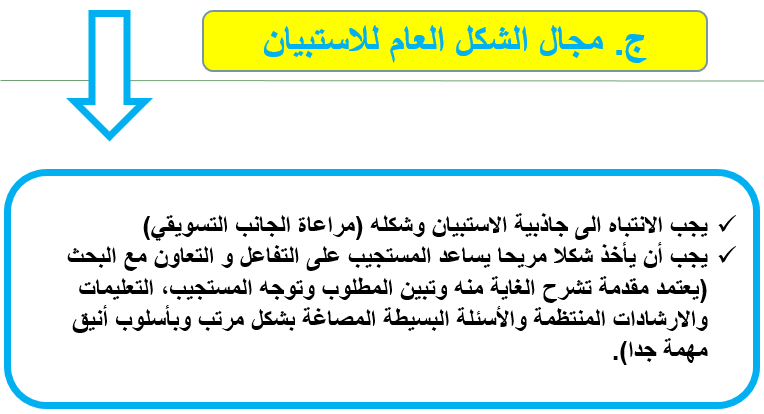 ج. مجال الشكل العام للاستبيان
✓ يجب الانتباه الى جاذبية الاستبيان وشكله (مراعاة الجانب التسويقي)
✓ يجب أن يأخذ شكلا مريحا يساعد المستجيب على التفاعل و التعاون مع البحث
(يعتمد مقدمة تشرح الغاية منه وتبين المطلوب وتوجه المستجيب، التعليمات
والارشادات المنتظمة والأسئلة البسيطة المصاغة بشكل مرتب وبأسلوب أنيق
مهمة جدا).